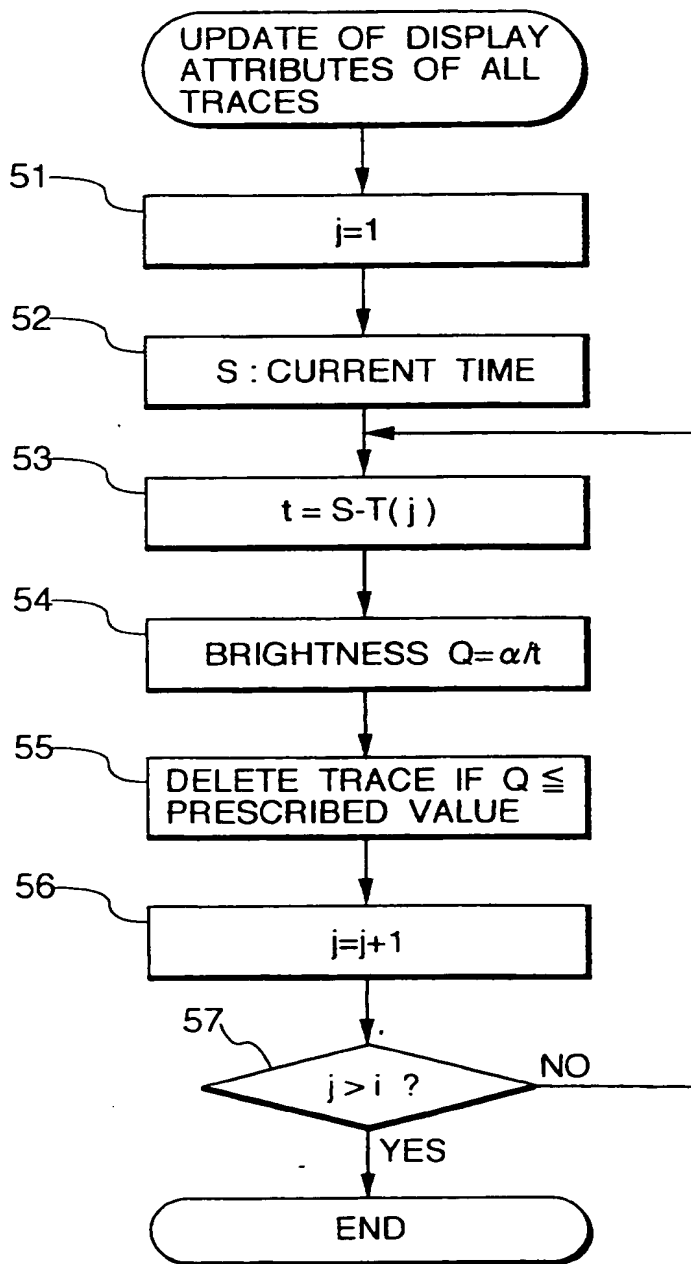 UPDATE OF DISPLAY
ATTRIBUTES OF ALL
TRACES
51
j=1
52
S : CURRENT TIME
53
t = S-T( j )
54
BRIGHTNESS Q=α/t
55
DELETE TRACE IF Q ≦
PRESCRIBED VALUE
56
j=j+1
57
j > i ?
NO
YES
END